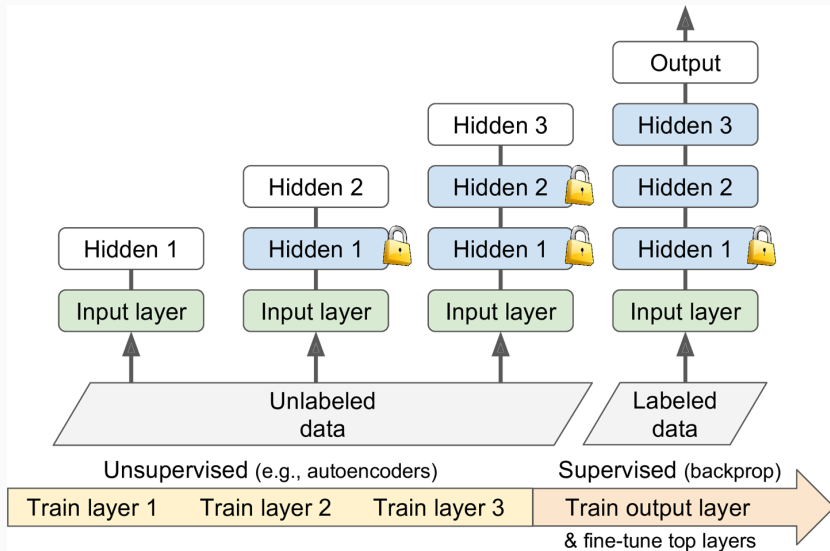 Output
Hidden 3
Hidden 3
Hidden 2
Hidden 2
Hidden 2
Hidden 1
Hidden 1
Hidden 1
Hidden 1
Input layer
Input layer
Input layer
Input layer
Unlabeled
data
Labeled
data
Unsupervised (e.g., autoencoders)
Supervised (backprop)
Train layer 1
Train layer 2
Train layer 3
Train output layer
& fine-tune top layers